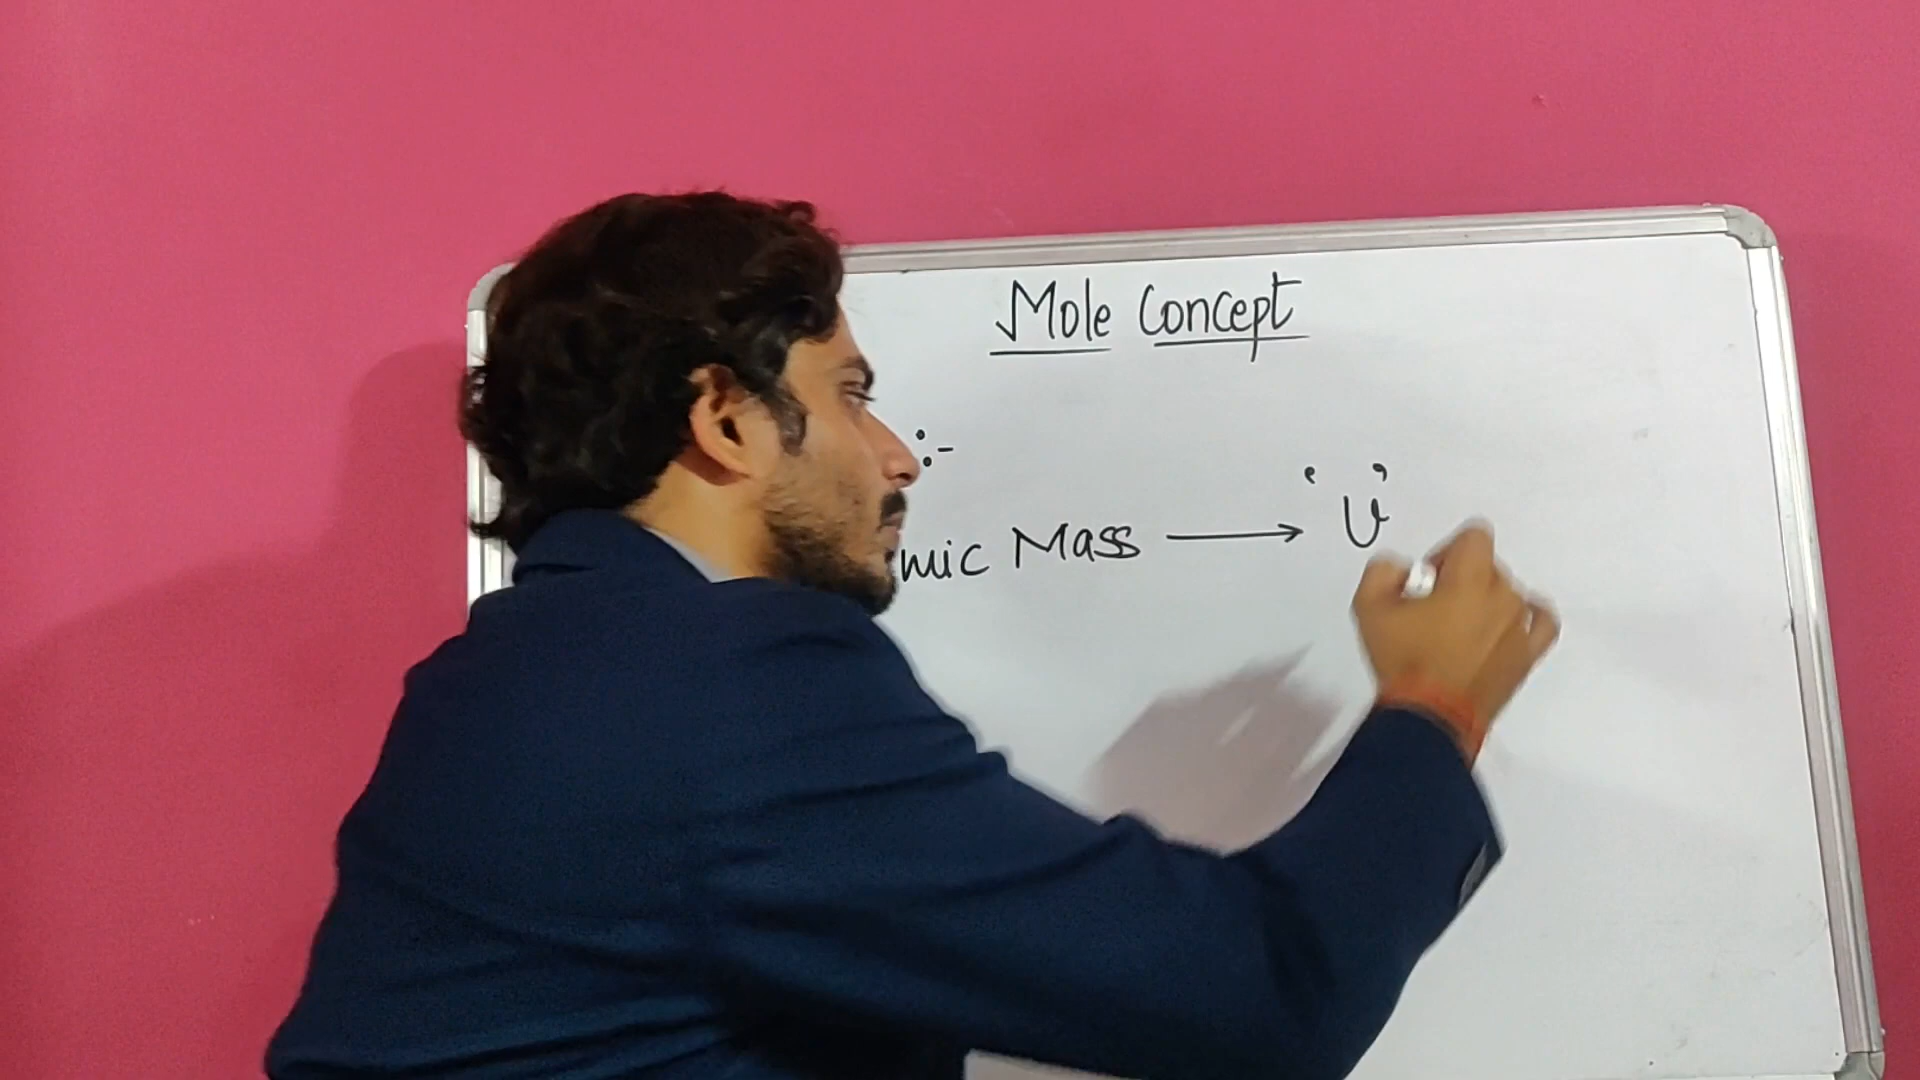 Mole Concept
:-
mic Mass → ‘U’